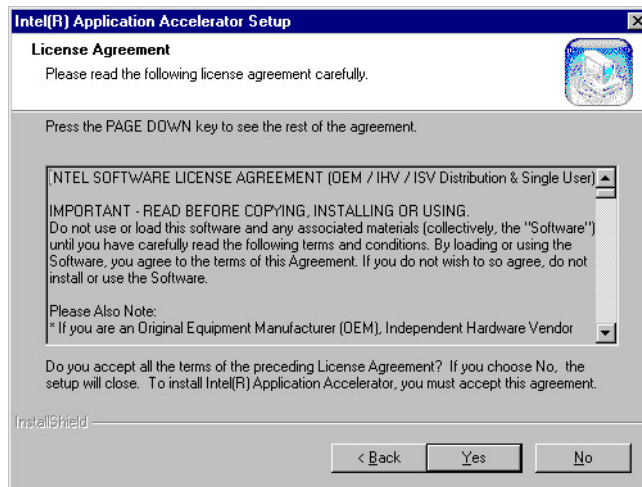 Intel(R) Application Accelerator Setup
License Agreement
Please read the following license agreement carefully.
Press the PAGE DOWN key to see the rest of the agreement.
INTEL SOFTWARE LICENSE AGREEMENT (OEM / IHV / ISV Distribution & Single User)
IMPORTANT - READ BEFORE COPYING, INSTALLING OR USING.
Do not use or load this software and any associated materials (collectively, the "Software")
until you have carefully read the following terms and conditions. By loading or using the
Software, you agree to the terms of this Agreement. If you do not wish to so agree, do not
install or use the Software.
Please Also Note:
* If you are an Original Equipment Manufacturer (OEM), Independent Hardware Vendor
Do you accept all the terms of the preceding License Agreement? If you choose No, the
setup will close. To install Intel(R) Application Accelerator, you must accept this agreement.
InstallShield
< Back
Yes
No